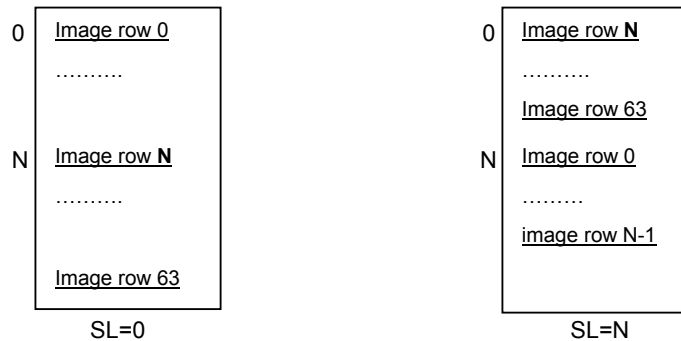 0
Image row 0
..........
N
Image row N
..........
Image row 63
SL=0
0
Image row N
..........
Image row 63
N
Image row 0
.........
image row N-1
SL=N